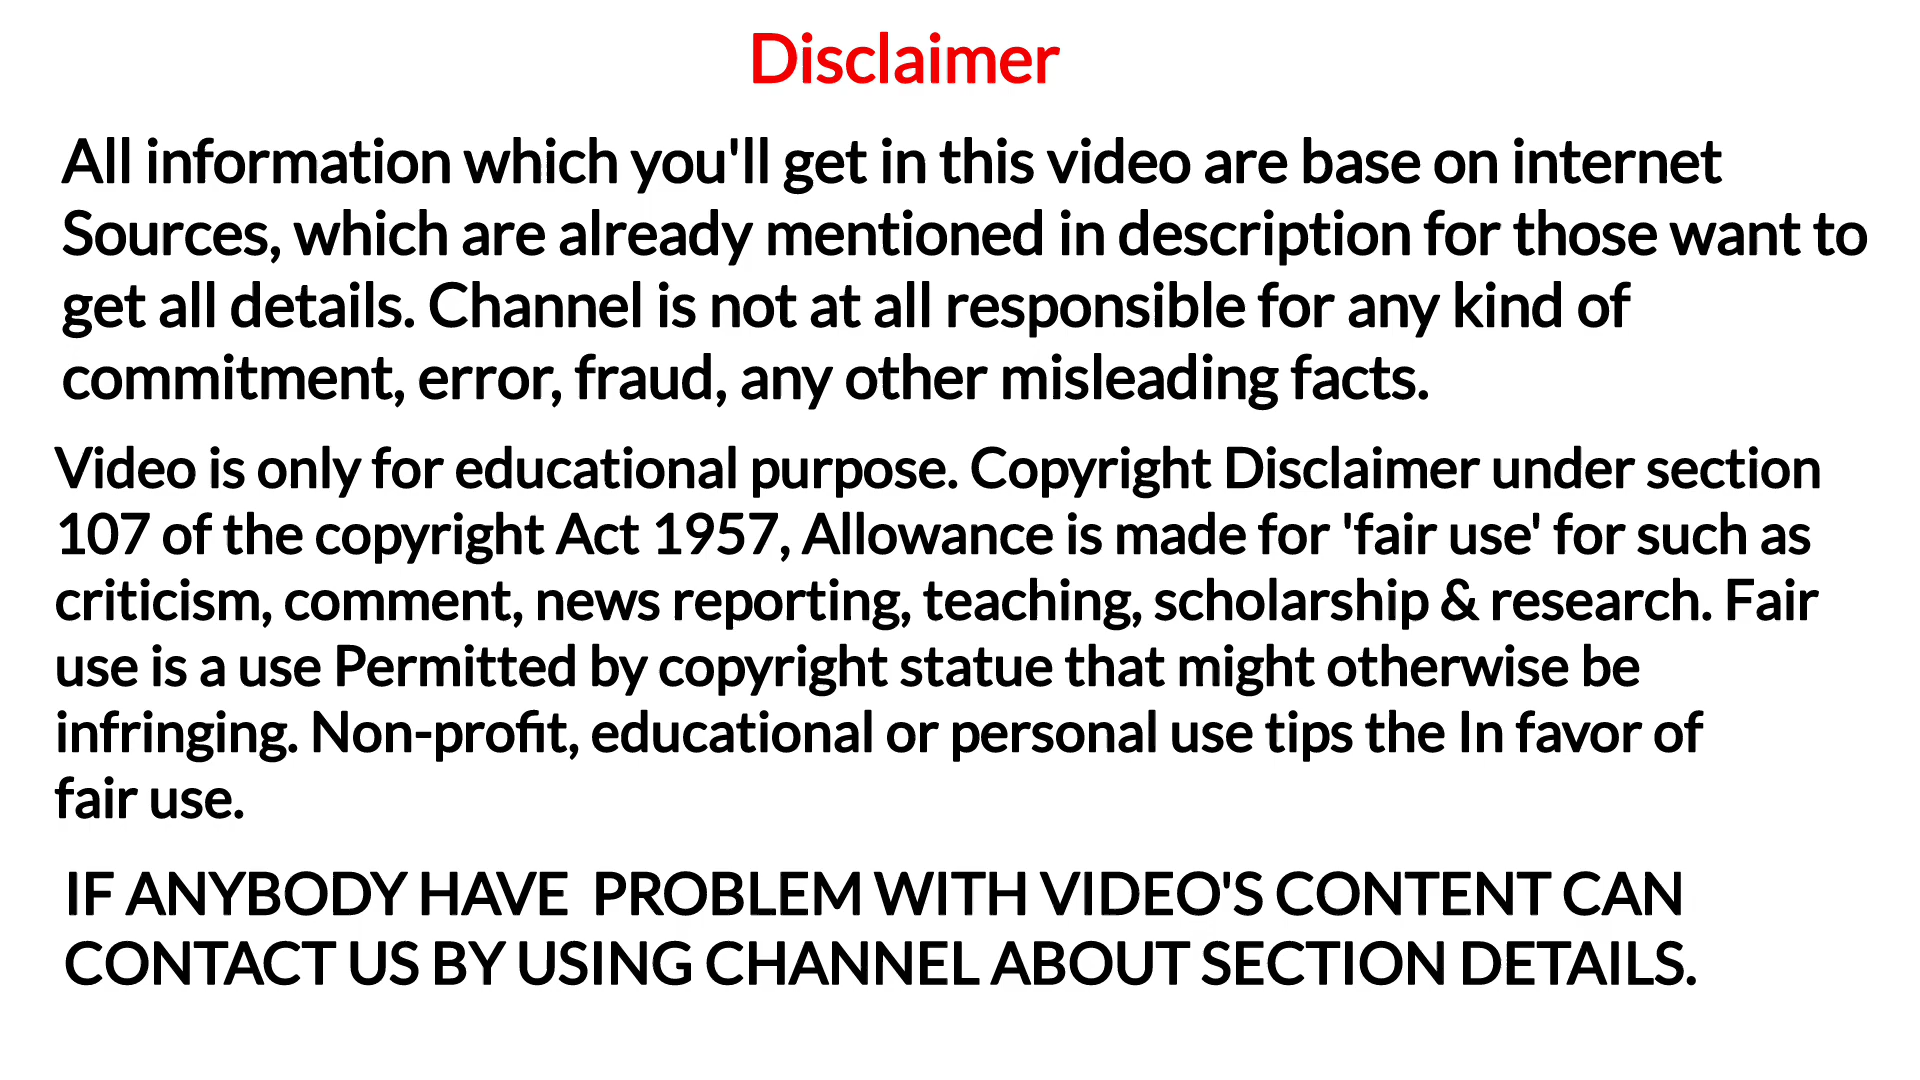 Disclaimer
All information which you'll get in this video are base on internet
Sources, which are already mentioned in description for those want to
get all details. Channel is not at all responsible for any kind of
commitment, error, fraud, any other misleading facts.
Video is only for educational purpose. Copyright Disclaimer under section
107 of the copyright Act 1957, Allowance is made for 'fair use' for such as
criticism, comment, news reporting, teaching, scholarship & research. Fair
use is a use Permitted by copyright statue that might otherwise be
infringing. Non-profit, educational or personal use tips the In favor of
fair use.
IF ANYBODY HAVE  PROBLEM WITH VIDEO'S CONTENT CAN
CONTACT US BY USING CHANNEL ABOUT SECTION DETAILS.